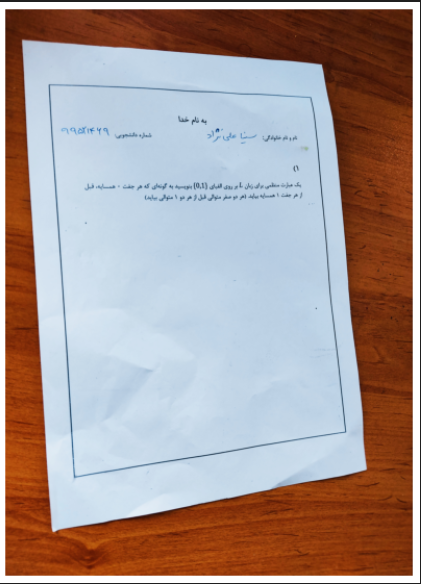 به نام خدا
نام و نام خانوادگی: سینا علی نژاد
شماره دانشجویی: ۹۹۵۲۱۴۶۹
(۱
یک عبارت منظمی برای زبان L بر روی الفبای {0,1} بنویسید به گونه‌ای که هر جفت ۰ همسایه، قبل
از هر جفت ۱ همسایه بیاید. (هر دو صفر متوالی قبل از هر دو ۱ متوالی بیاید)